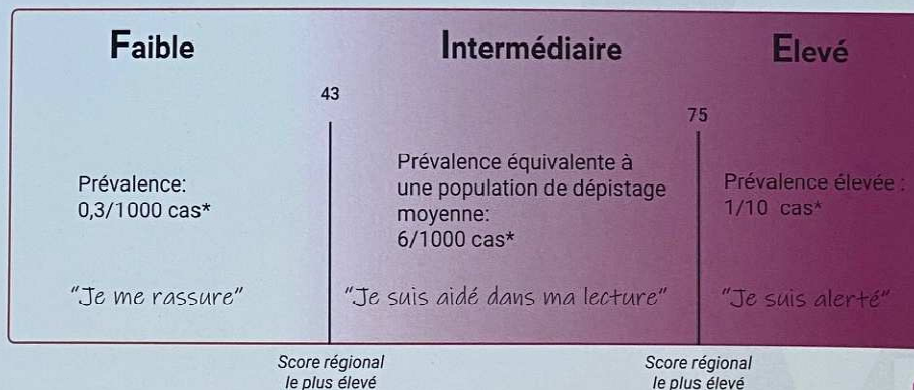 Faible
Intermédiaire
Elevé
43
75
Prévalence:
0,3/1000 cas*
Prévalence équivalente à
une population de dépistage
moyenne:
6/1000 cas*
Prévalence élevée :
1/10 cas*
"Je me rassure"
"Je suis aidé dans ma lecture"
"Je suis alerté"
Score régional
le plus élevé
Score régional
le plus élevé